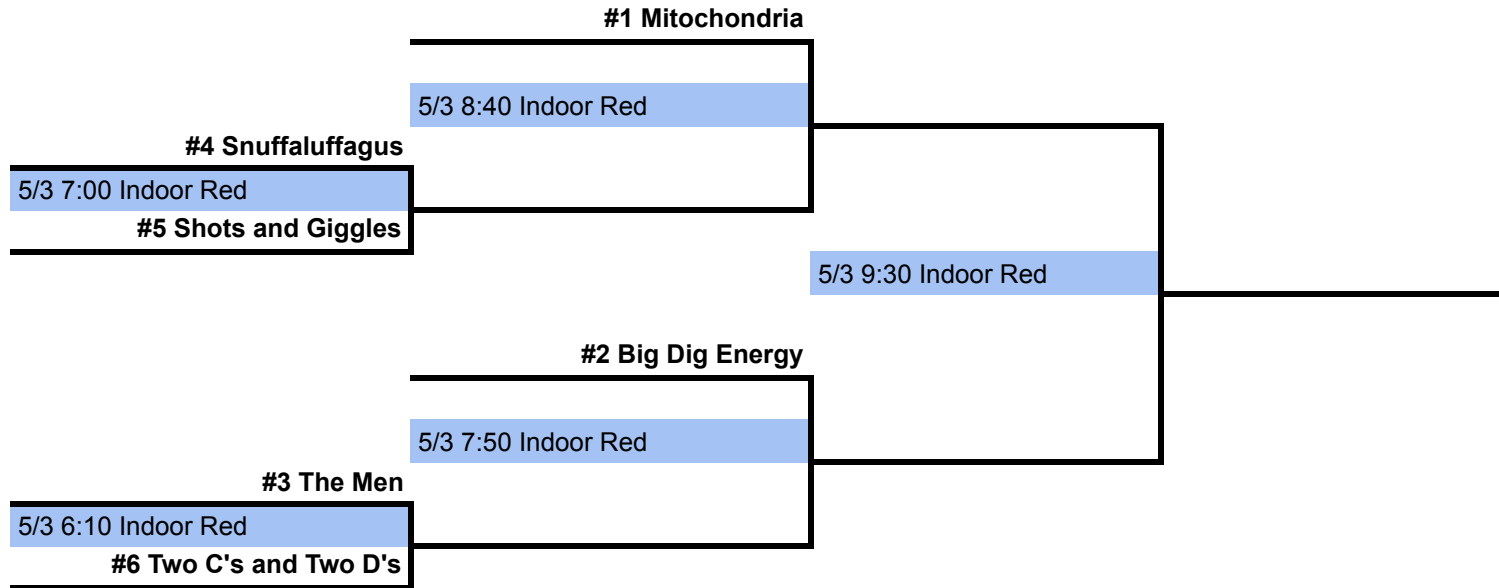 #1 Mitochondria
5/3 8:40 Indoor Red
#4 Snuffaluffagus
5/3 7:00 Indoor Red
#5 Shots and Giggles
5/3 9:30 Indoor Red
#2 Big Dig Energy
5/3 7:50 Indoor Red
#3 The Men
5/3 6:10 Indoor Red
#6 Two C's and Two D's